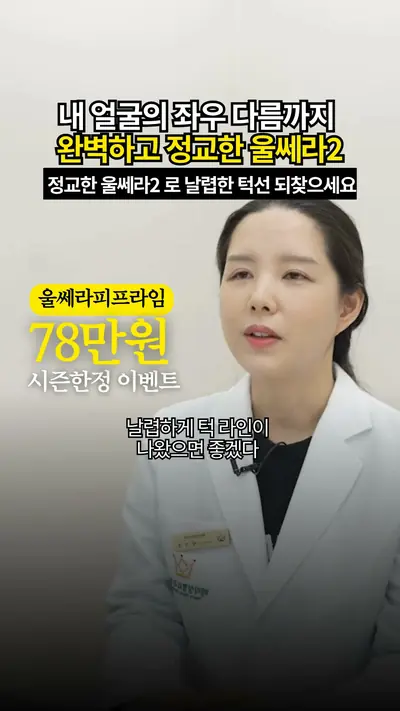 내 얼굴의 좌우 다름까지
완벽하고 정교한 울쎄라2
정교한 울쎄라2 로 날렵한 턱선 되찾으세요
울쎄라피프라임
78만원
시즌한정 이벤트
날렵하게 턱 라인이
나왔으면 좋겠다